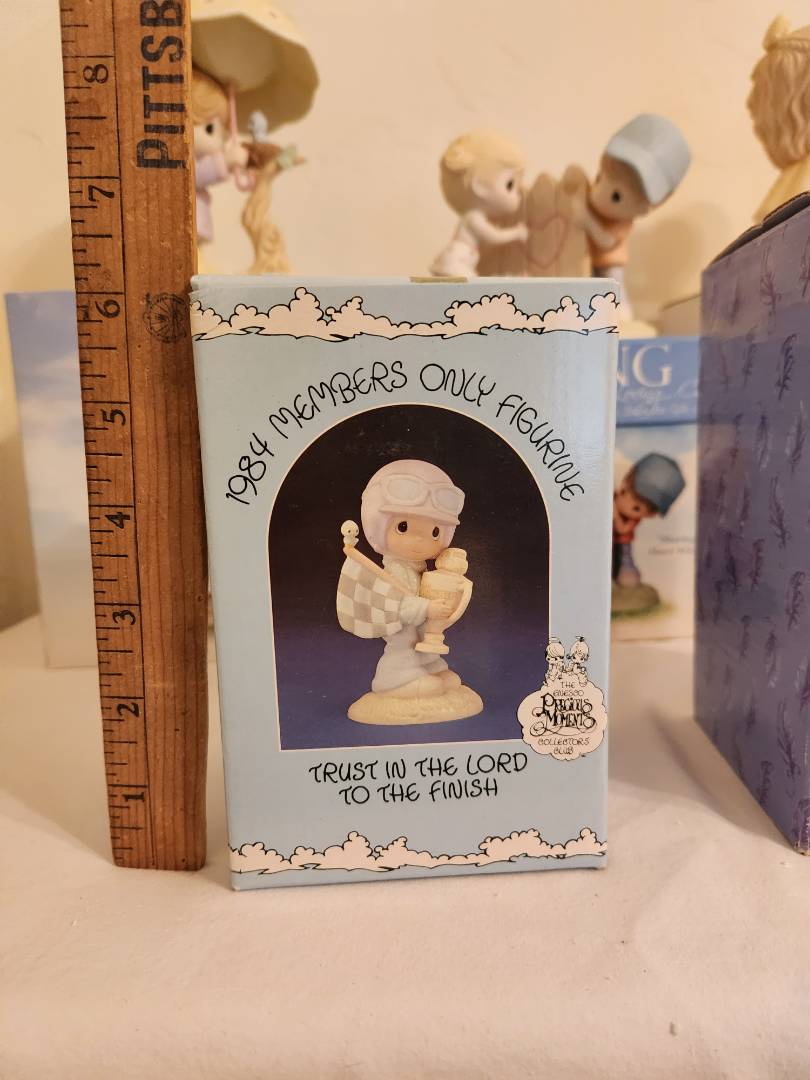 PITTSB
8
7
6
5
4
3
2
1
1984 MEMBERS ONLY FIGURINE
NG
THE
ENESCO
PRECIOUS
MOMENTS
COLLECTORS
CLUB
TRUST IN THE LORD
TO THE FINISH